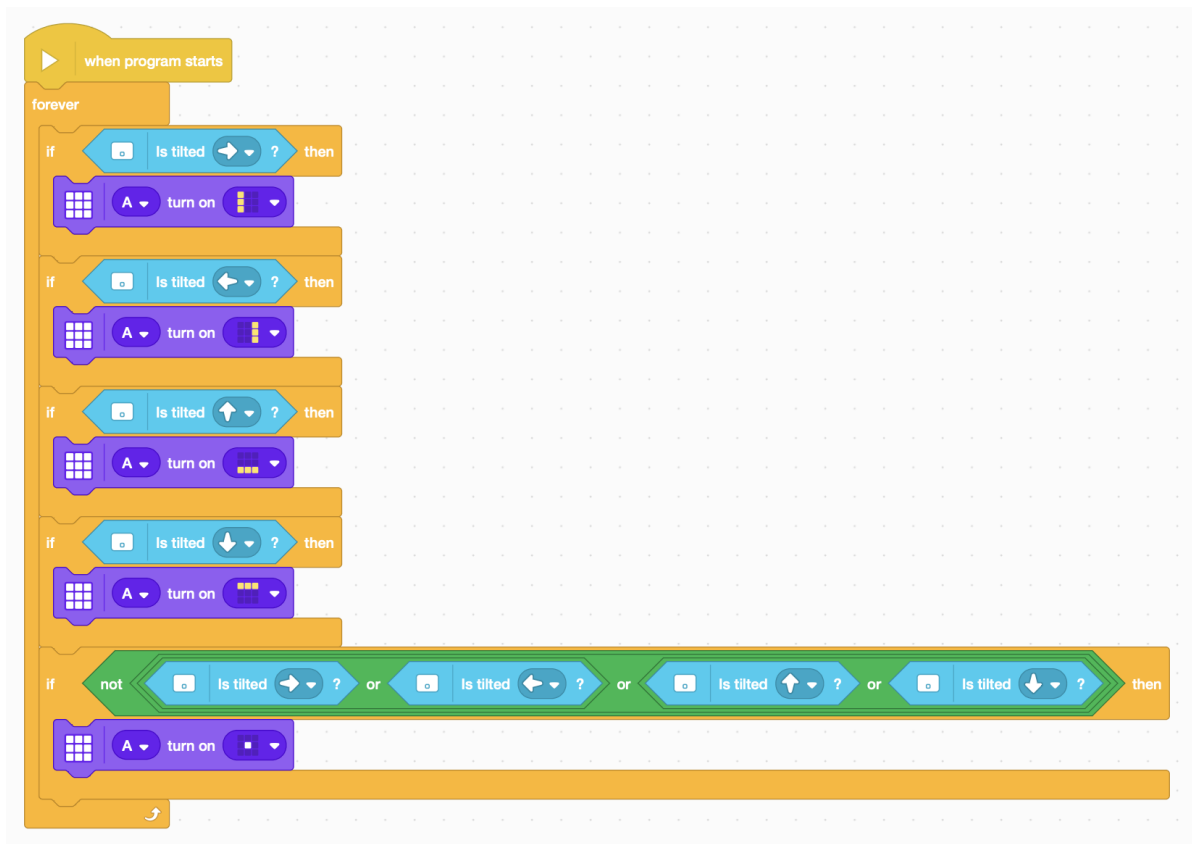 when program starts
forever
if Is tilted ? then
A turn on
if Is tilted ? then
A turn on
if Is tilted ? then
A turn on
if Is tilted ? then
A turn on
if not Is tilted ? or Is tilted ? or Is tilted ? or Is tilted ? then
A turn on